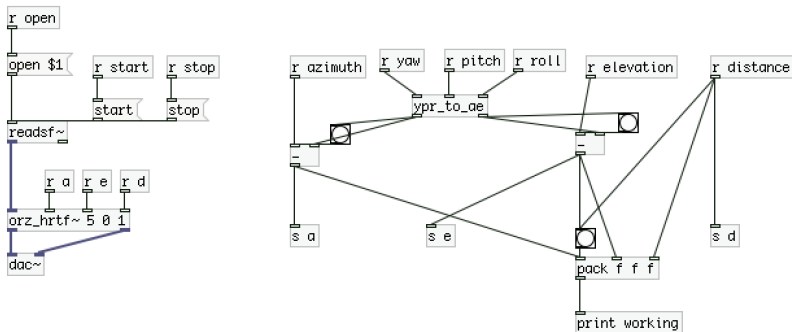 r open
open $1
r start
r stop
start
stop
readsf~
r a
r e
r d
orz_hrtf~ 5 0 1
dac~
r azimuth
r yaw
r pitch
r roll
r elevation
r distance
ypr_to_ae
-
-
s a
s e
s d
pack f f f
print working